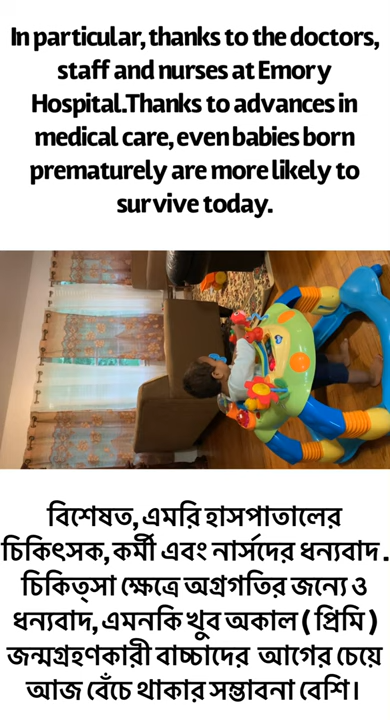 In particular, thanks to the doctors,
staff and nurses at Emory
Hospital.Thanks to advances in
medical care, even babies born
prematurely are more likely to
survive today.
বিশেষত, এমরি হাসপাতালের
চিকিৎসক, কর্মী এবং নার্সদের ধন্যবাদ .
চিকিত্সা ক্ষেত্রে অগ্রগতির জন্যে ও
ধন্যবাদ, এমনকি খুব অকাল ( প্রিমি )
জন্মগ্রহণকারী বাচ্চাদের আগের চেয়ে
আজ বেঁচে থাকার সম্ভাবনা বেশি।